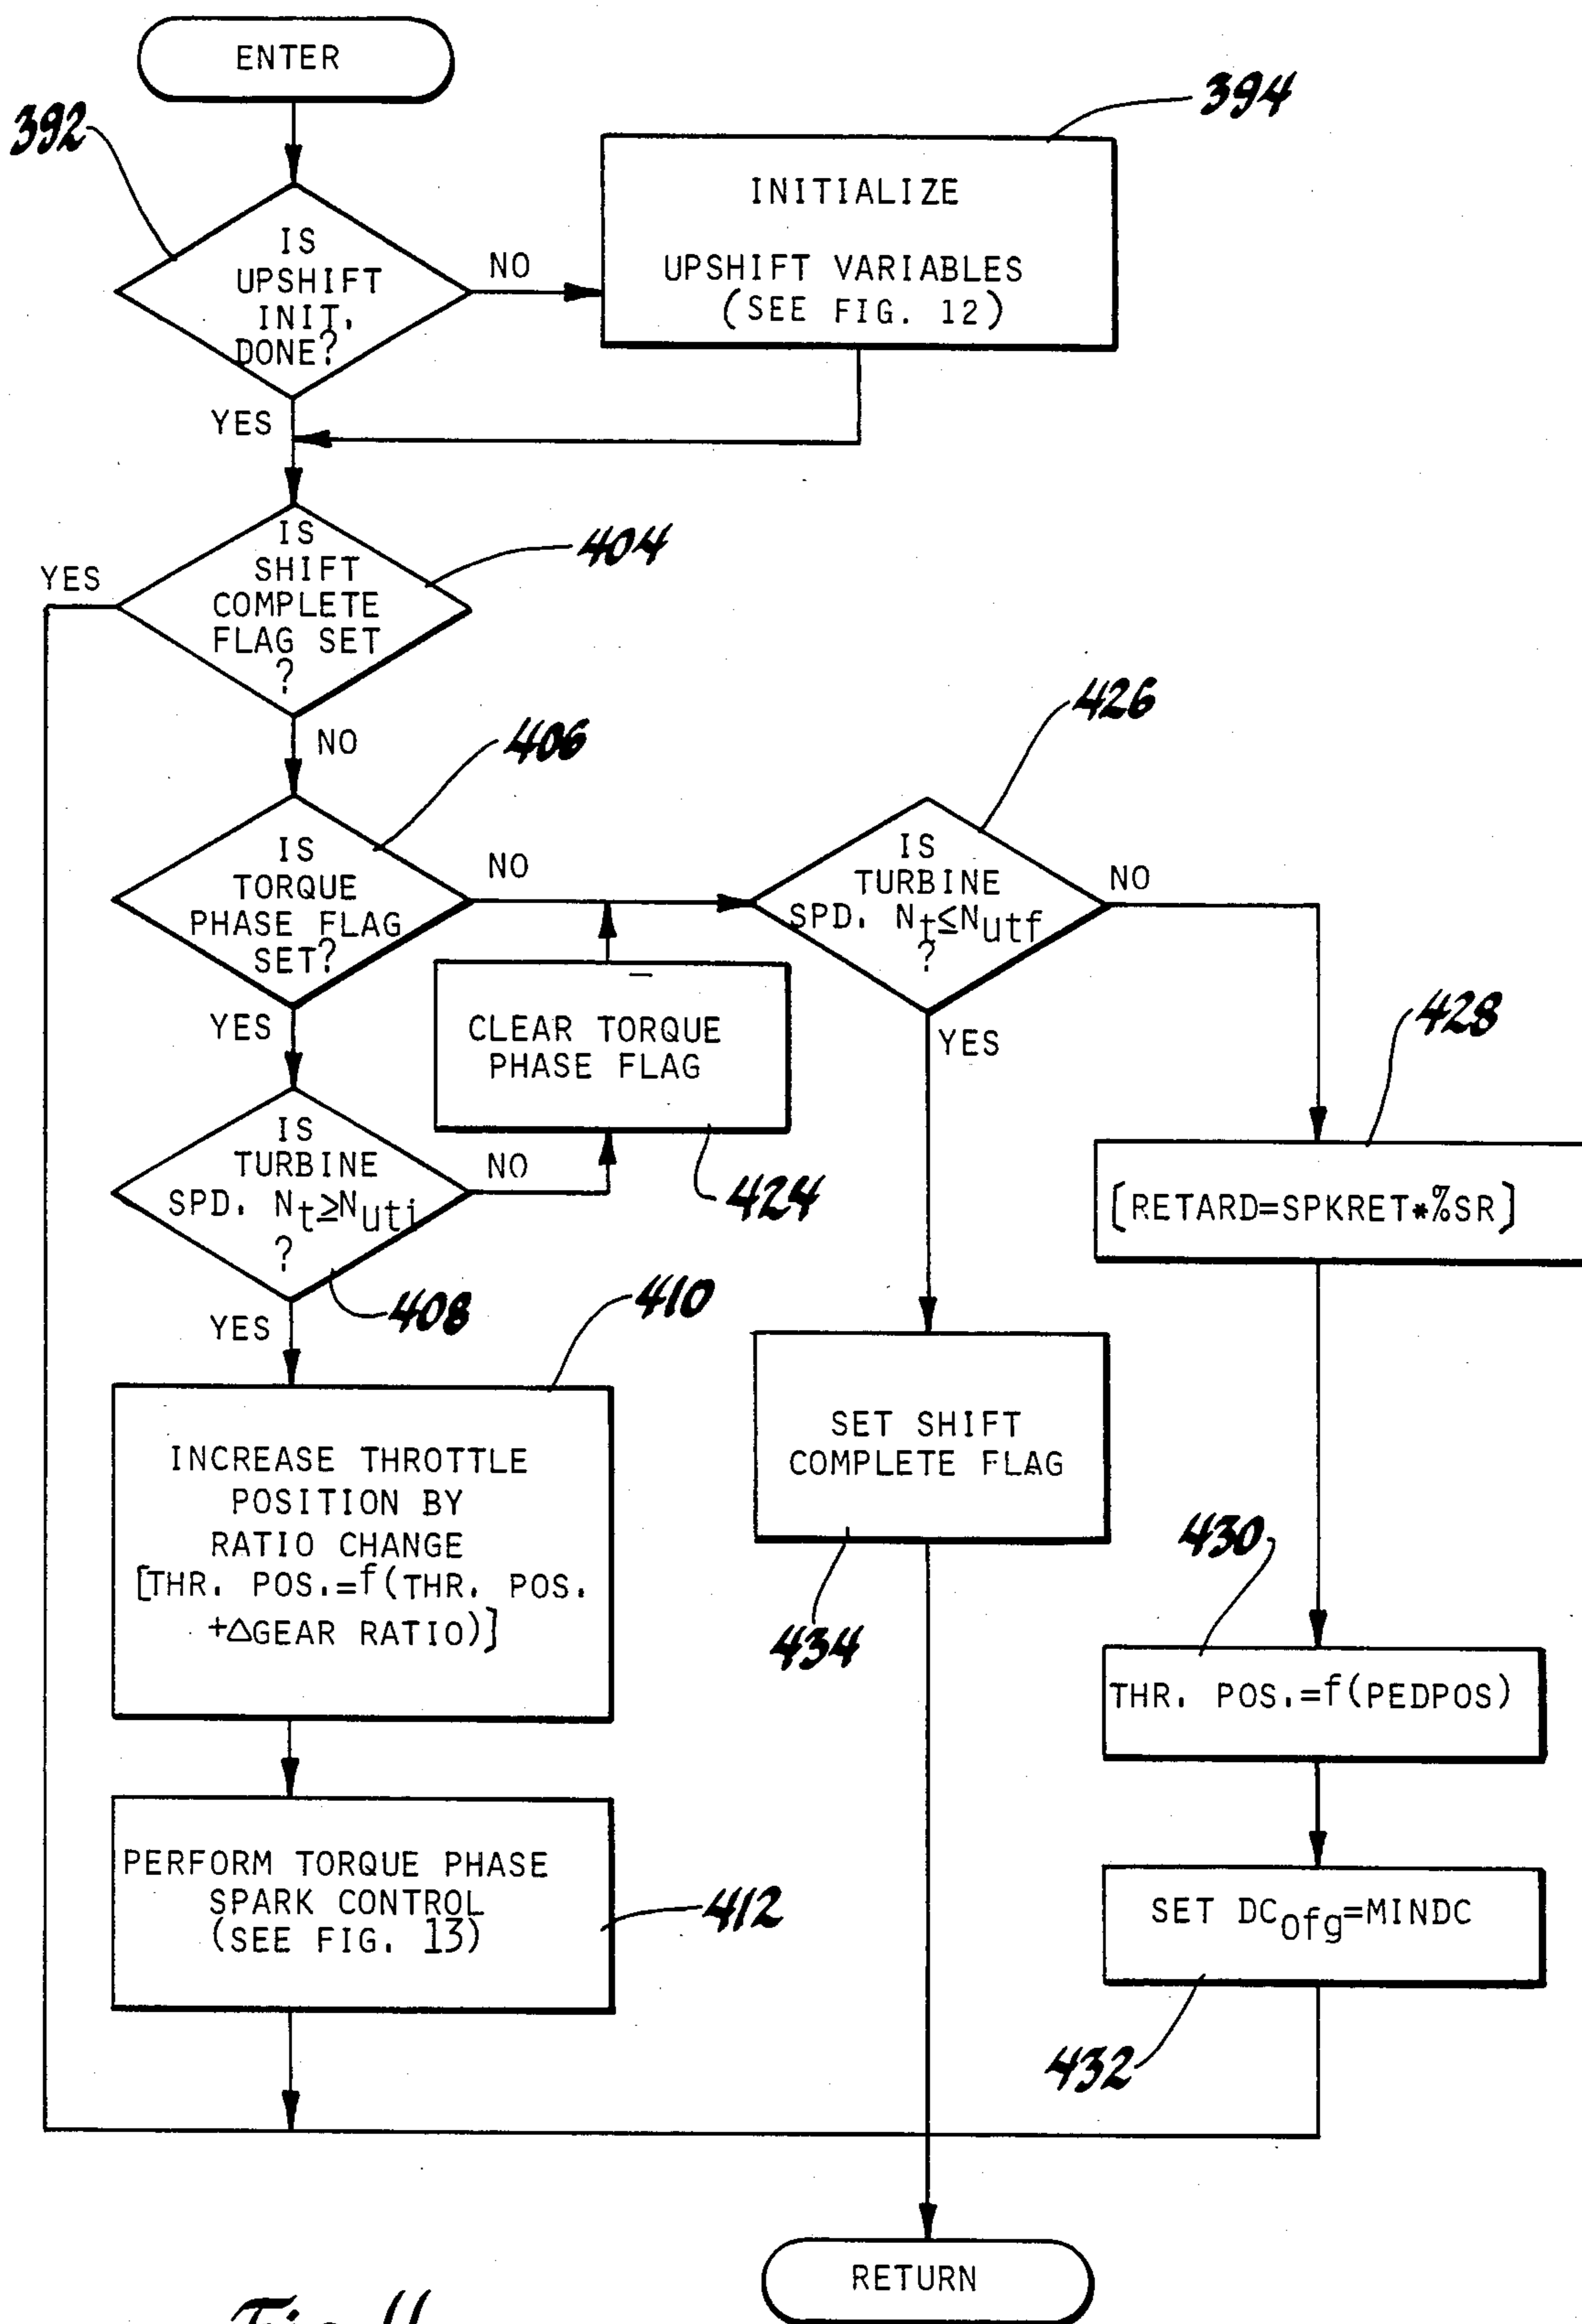 ENTER
392
394
IS
UPSHIFT
INIT.
DONE?
NO
INITIALIZE
UPSHIFT VARIABLES
(SEE FIG. 12)
YES
IS
SHIFT
COMPLETE
FLAG SET
?
404
YES
NO
406
426
IS
TORQUE
PHASE FLAG
SET?
NO
IS
TURBINE
SPD. Nt≤Nutf
?
NO
YES
CLEAR TORQUE
PHASE FLAG
424
YES
428
IS
TURBINE
SPD. Nt≥Nuti
?
NO
408
YES
[RETARD=SPKRET*%SR]
410
INCREASE THROTTLE
POSITION BY
RATIO CHANGE
[THR. POS.=f(THR. POS.
+△GEAR RATIO)]
SET SHIFT
COMPLETE FLAG
434
430
THR. POS.=f(PEDPOS)
PERFORM TORQUE PHASE
SPARK CONTROL
(SEE FIG. 13)
412
SET DCofg=MINDC
432
RETURN
Fig. 11